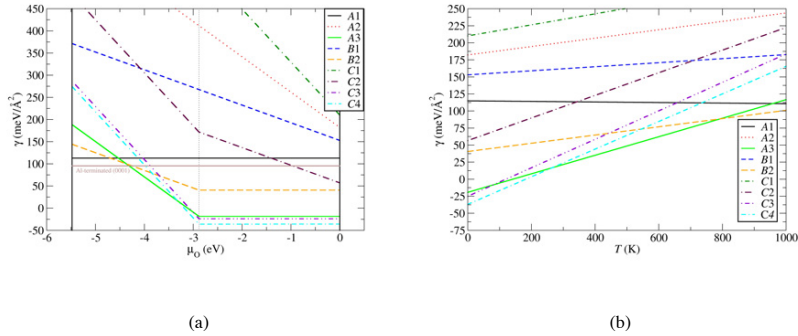 450
400
350
300
250
200
150
100
50
0
-50
γ (meV/Å²)
-6 -5 -4 -3 -2 -1 0
μO (eV)
Al-terminated (0001)
A1
A2
A3
B1
B2
C1
C2
C3
C4
(a)
250
225
200
175
150
125
100
75
50
25
0
-25
-50
-75
γ (meV/Å²)
0 200 400 600 800 1000
T (K)
A1
A2
A3
B1
B2
C1
C2
C3
C4
(b)